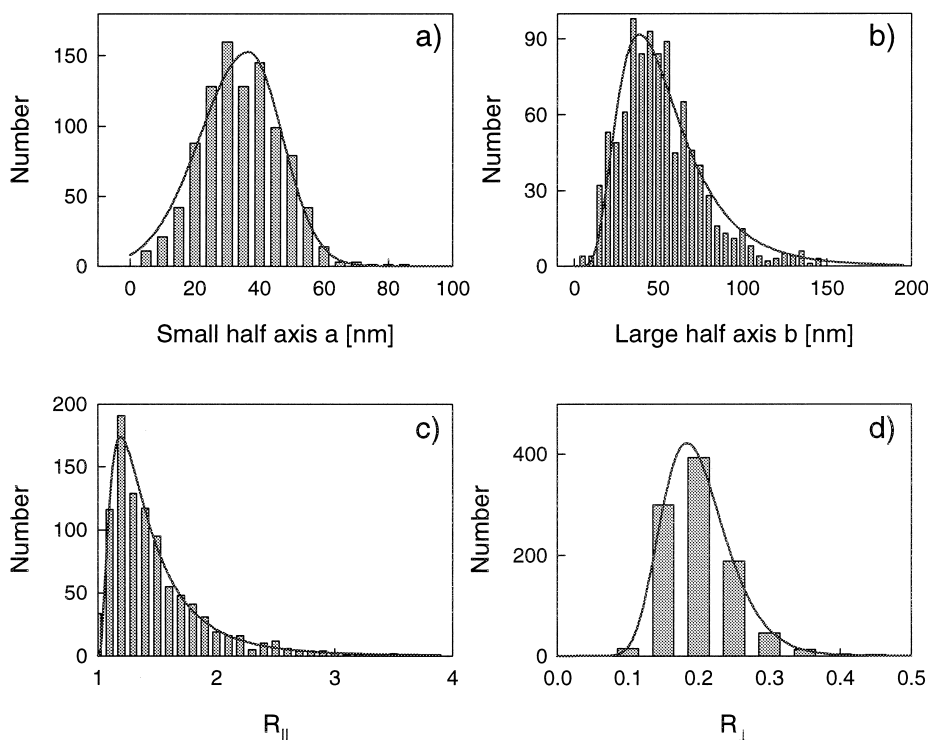 a)
150
100
50
0
Number
0 20 40 60 80 100
Small half axis a [nm]
b)
90
60
30
0
Number
0 50 100 150 200
Large half axis b [nm]
c)
200
150
100
50
0
Number
1 2 3 4
R||
d)
400
200
0
Number
0.0 0.1 0.2 0.3 0.4 0.5
R⊥